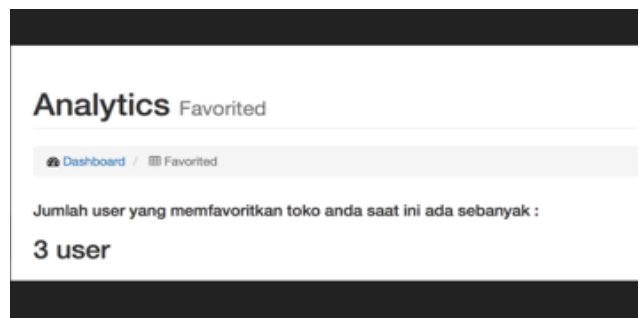 Analytics Favorited
Dashboard / Favorited
Jumlah user yang memfavoritkan toko anda saat ini ada sebanyak :
3 user